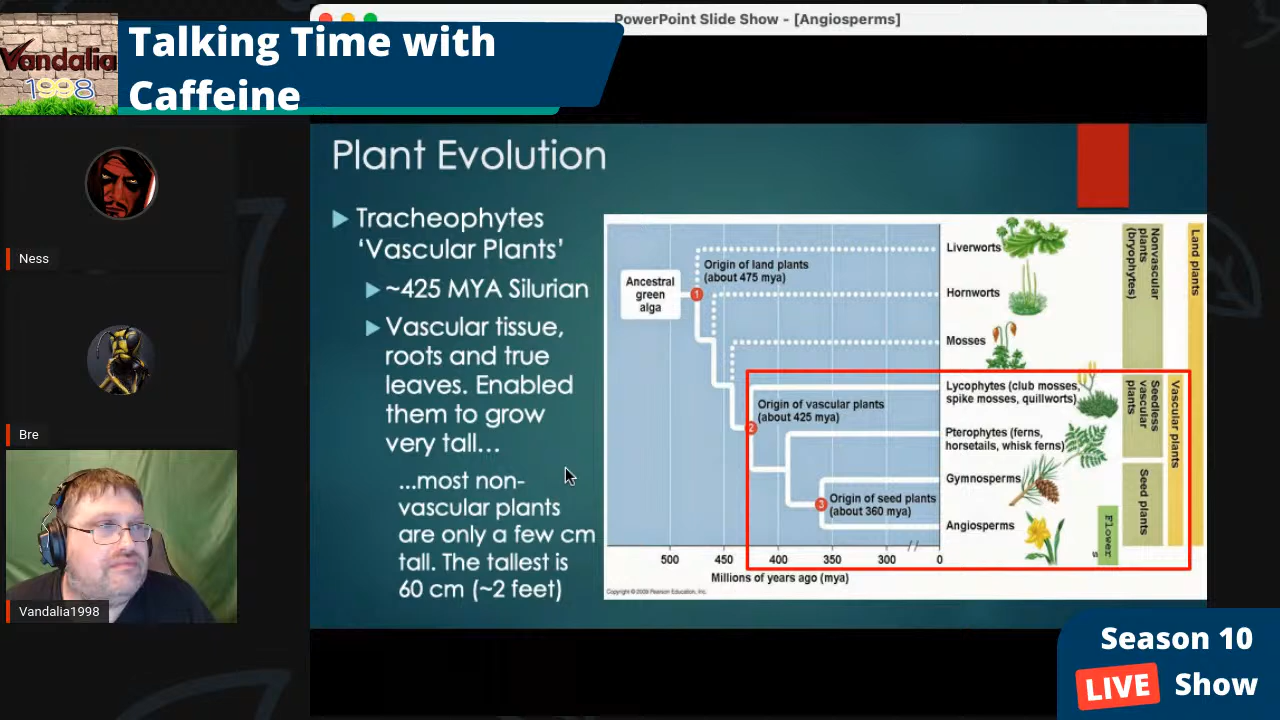 PowerPoint Slide Show - [Angiosperms]
Talking Time with
Caffeine
Vandalia
1998
Ness
Bre
Vandalia1998
Plant Evolution
Tracheophytes
‘Vascular Plants’
~425 MYA Silurian
Vascular tissue,
roots and true
leaves. Enabled
them to grow
very tall…
…most non-
vascular plants
are only a few cm
tall. The tallest is
60 cm (~2 feet)
Ancestral
green
alga
1
Origin of land plants
(about 475 mya)
2
Origin of vascular plants
(about 425 mya)
3
Origin of seed plants
(about 360 mya)
Liverworts
Hornworts
Mosses
Lycophytes (club mosses,
spike mosses, quillworts)
Pterophytes (ferns,
horsetails, whisk ferns)
Gymnosperms
Angiosperms
Flower
s
Nonvascular
plants
(bryophytes)
Seedless
vascular
plants
Seed plants
Land plants
Vascular plants
500 450 400 350 300 0
Millions of years ago (mya)
Copyright © 2009 Pearson Education, Inc.
Season 10
LIVE Show